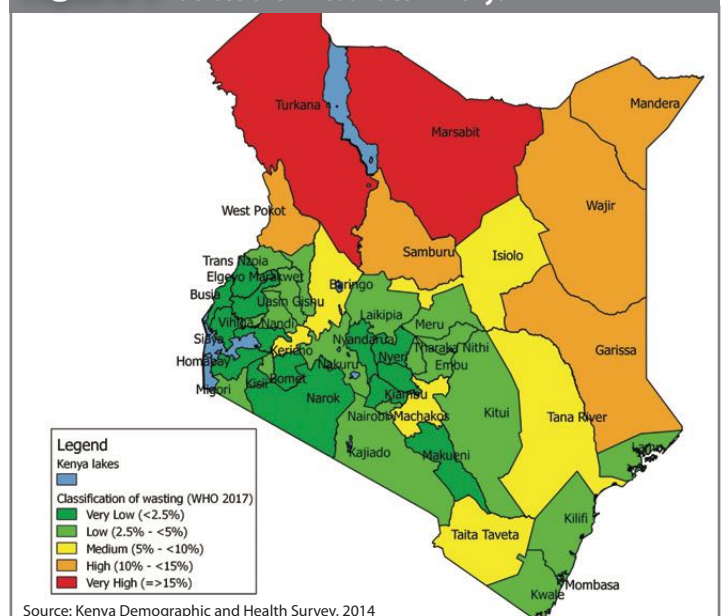 Turkana
Marsabit
Mandera
Wajir
West Pokot
Samburu
Isiolo
Trans Nzoia
Elgeyo Marakwet
Baringo
Busia
Uasin Gishu
Laikipia
Vihiga
Nandi
Meru
Siaya
Nyandarua
Kericho
Nyeri
Tharaka Nithi
Garissa
Homabay
Nakuru
Embu
Bomet
Migori
Kisii
Kiambu
Narok
Kitui
Tana River
Nairobi
Machakos
Kajiado
Makueni
Lamu
Taita Taveta
Kilifi
Kwale
Mombasa
Legend
Kenya lakes
Classification of wasting (WHO 2017)
Very Low (<2.5%)
Low (2.5% - <5%)
Medium (5% - <10%)
High (10% - <15%)
Very High (=>15%)
Source: Kenya Demographic and Health Survey, 2014